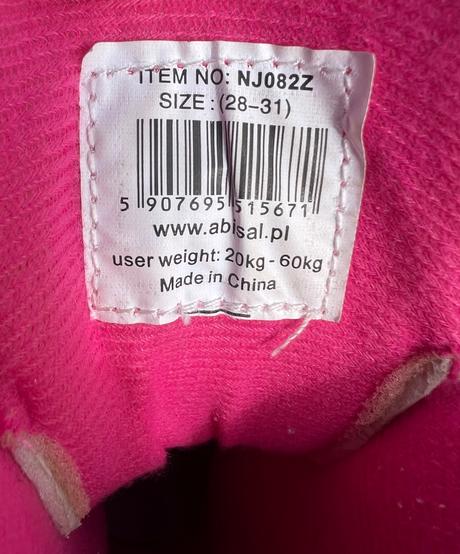 ITEM NO: NJ082Z
SIZE : (28-31)
5 907695 515671
www.abisal.pl
user weight: 20kg - 60kg
Made in China